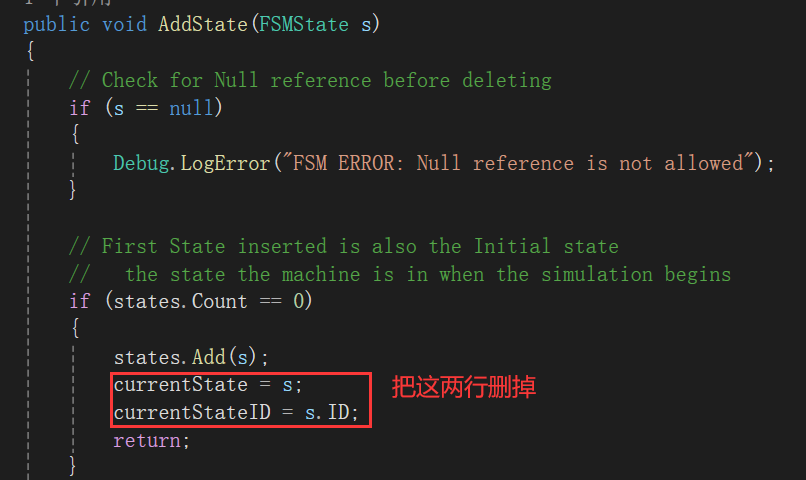 public void AddState(FSMState s)
{
// Check for Null reference before deleting
if (s == null)
{
Debug.LogError("FSM ERROR: Null reference is not allowed");
}
// First State inserted is also the Initial state
//   the state the machine is in when the simulation begins
if (states.Count == 0)
{
states.Add(s);
currentState = s;
currentStateID = s.ID;
把这两行删掉
return;
}